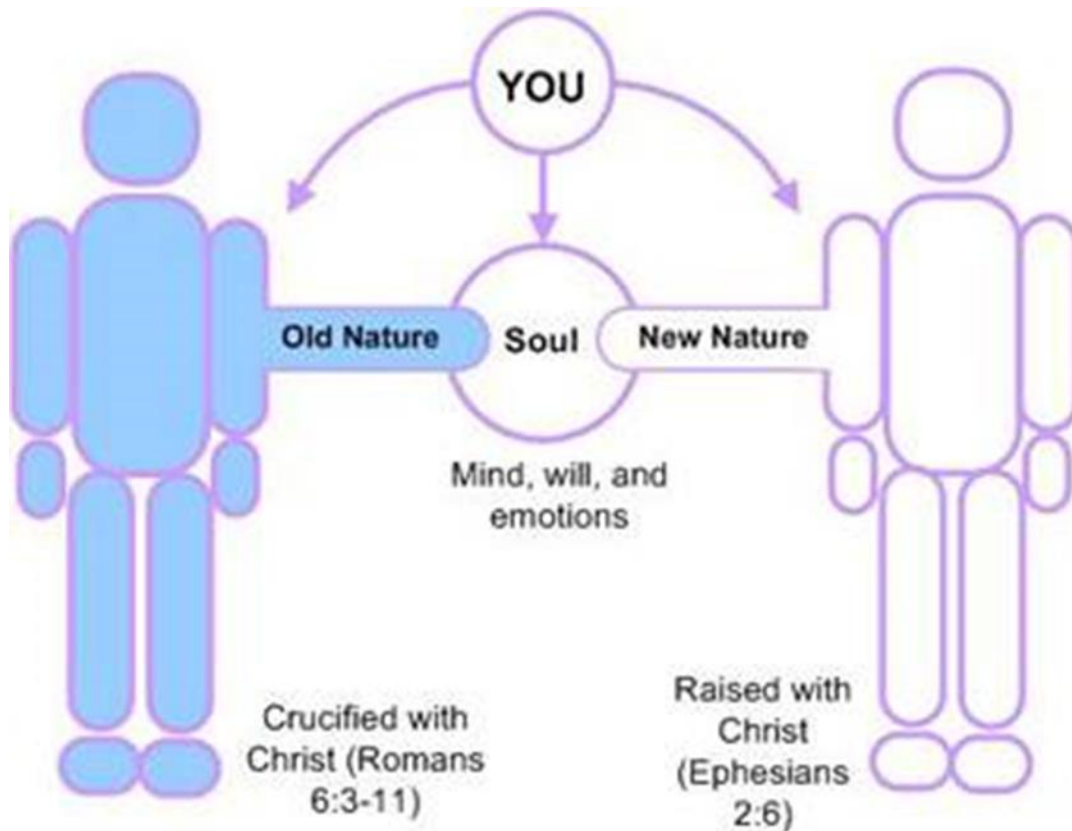 YOU
Old Nature
Soul
New Nature
Mind, will, and
emotions
Crucified with
Christ (Romans
6:3-11)
Raised with
Christ
(Ephesians
2:6)